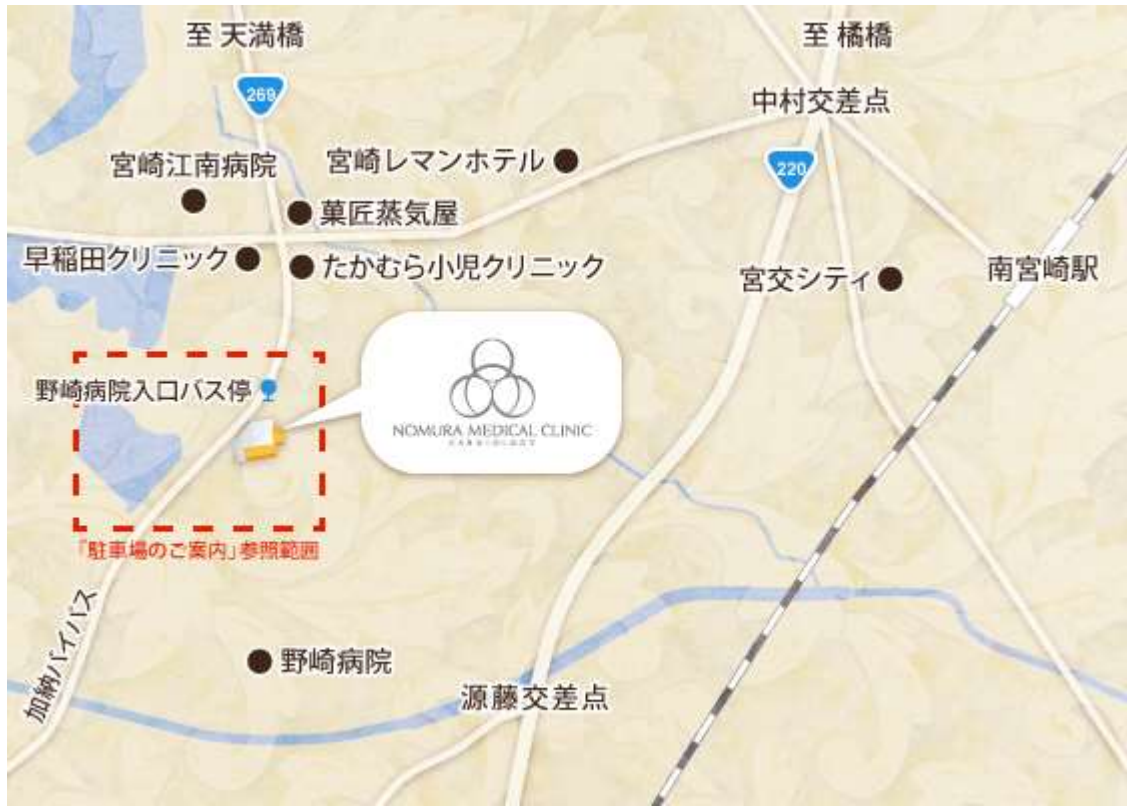 至 天満橋
至 橘橋
269
中村交差点
宮崎江南病院
宮崎レマンホテル
220
菓匠蒸気屋
早稲田クリニック
たかむら小児クリニック
宮交シティ
南宮崎駅
野崎病院入口バス停
NOMURA MEDICAL CLINIC
CARDIOLOGY
「駐車場のご案内」参照範囲
加納バイパス
野崎病院
源藤交差点